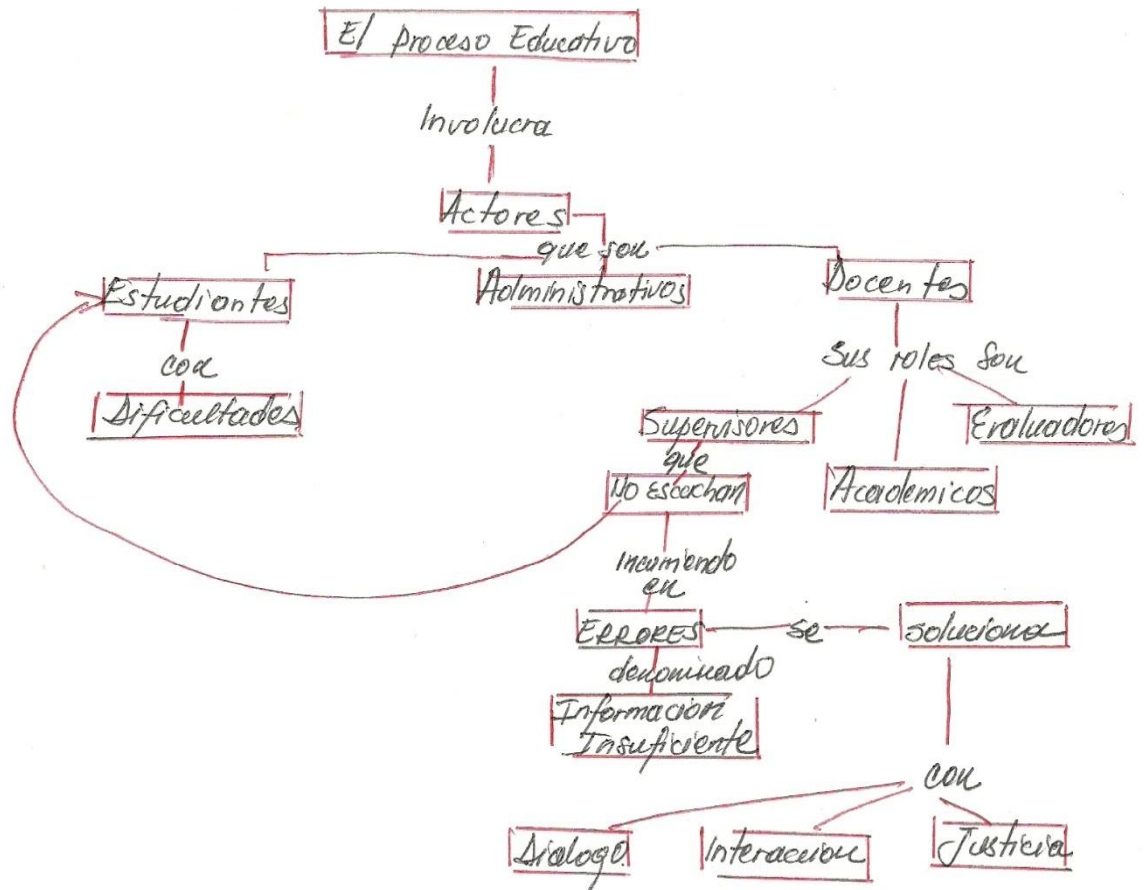 El Proceso Educativo
Involucra
Actores
que son
Estudiantes
Administrativos
Docentes
con
Sus roles son
Dificultades
Supervisores
Evaluadores
que
No Escuchan
Academicos
Incurriendo
en
ERRORES
se
soluciona
denominado
Información
Insuficiente
con
Dialogo.
Interaccion
Justicia